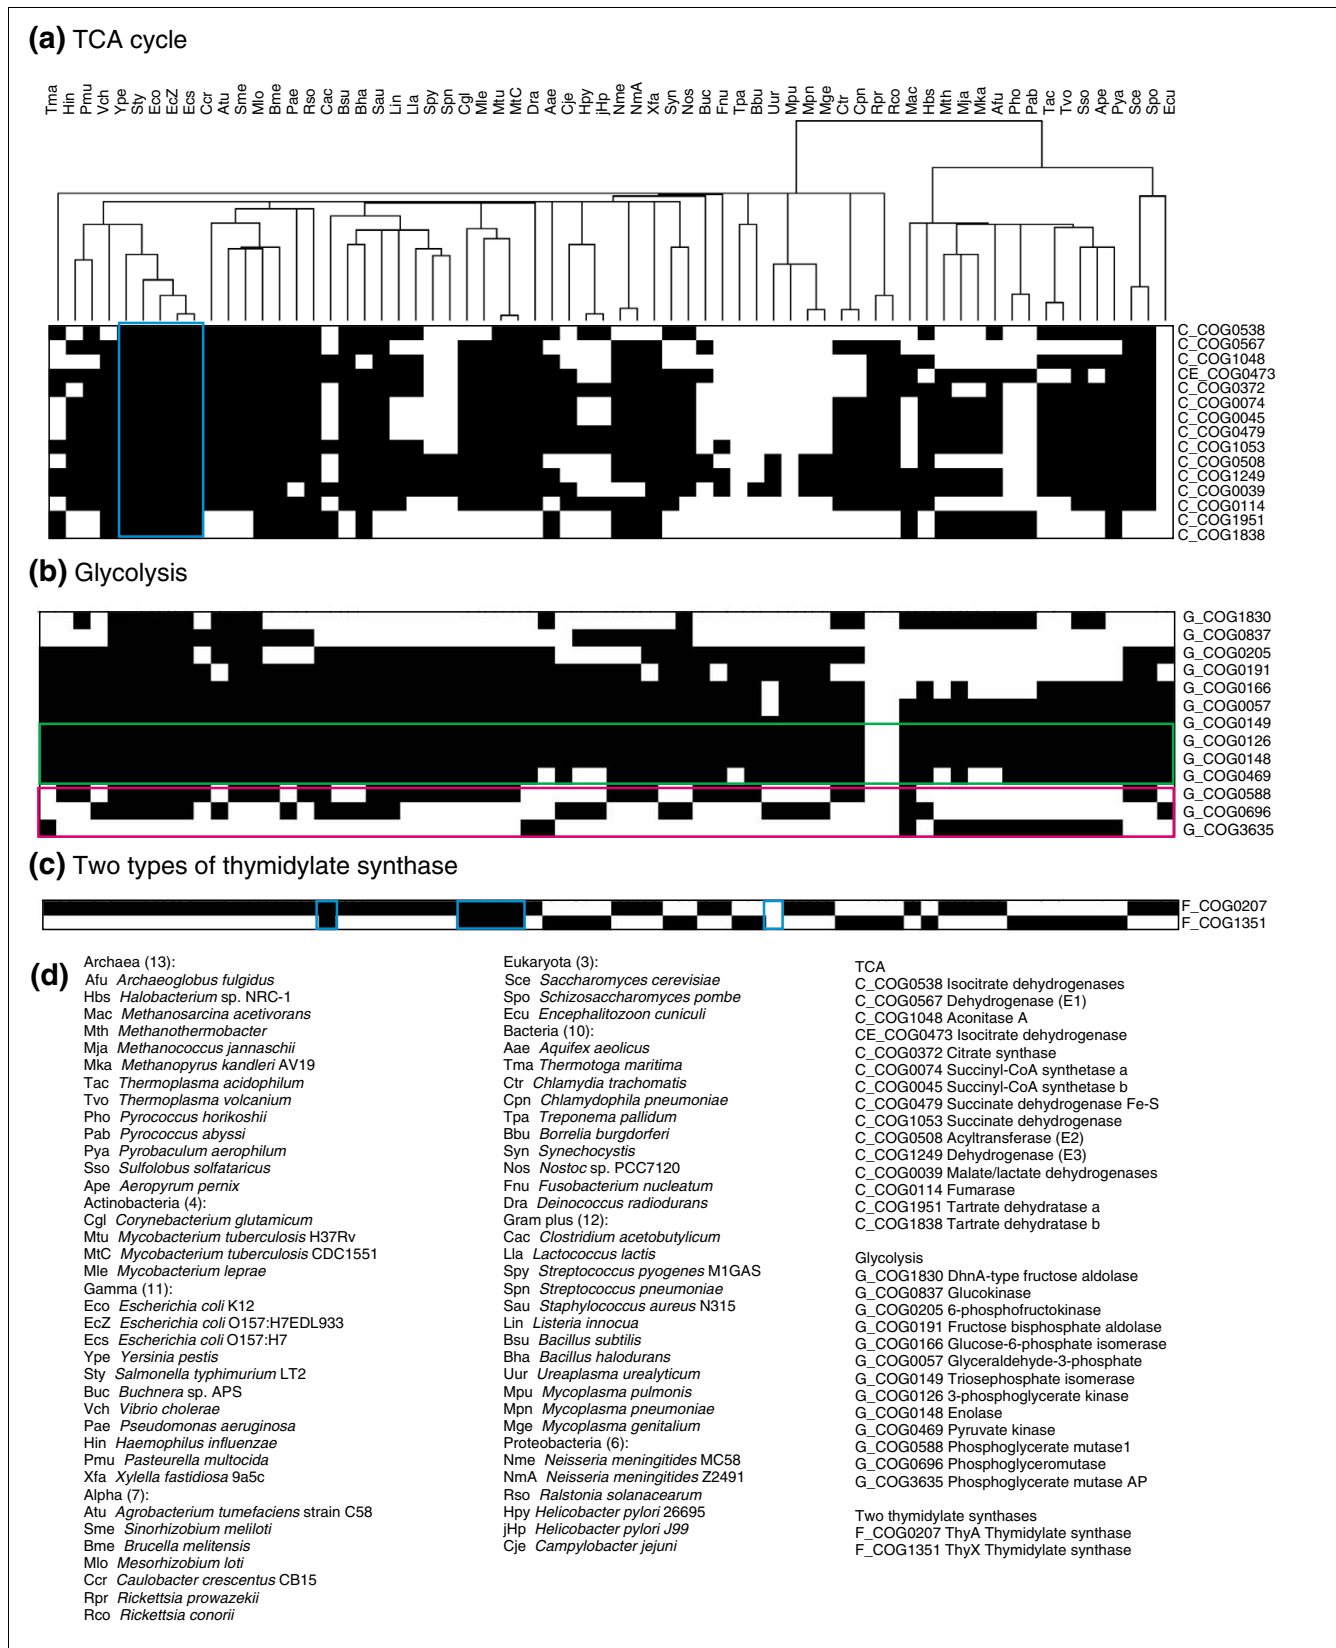 (a) TCA cycle
Tma Hin Pmu Vch Ype Sty Eco EcZ Ecs Ccr Atu Sme Mlo Bme Pae Rso Cac Bsu Bha Sau Lin Lla Spy Spn Cgl Mle Mtu MtC Dra Aae Cje Hpy jHp Nme NmA Xfa Syn Nos Buc Fnu Tpa Bbu Uur Mpu Mpn Mge Ctr Cpn Rpr Rco Mac Hbs Mth Mja Mka Afu Pho Pab Tac Tvo Sso Ape Pya Sce Spo Ecu
C_COG0538
C_COG0567
C_COG1048
CE_COG0473
C_COG0372
C_COG0074
C_COG0045
C_COG0479
C_COG1053
C_COG0508
C_COG1249
C_COG0039
C_COG0114
C_COG1951
C_COG1838
(b) Glycolysis
G_COG1830
G_COG0837
G_COG0205
G_COG0191
G_COG0166
G_COG0057
G_COG0149
G_COG0126
G_COG0148
G_COG0469
G_COG0588
G_COG0696
G_COG3635
(c) Two types of thymidylate synthase
F_COG0207
F_COG1351
(d)
Archaea (13):
Afu Archaeoglobus fulgidus
Hbs Halobacterium sp. NRC-1
Mac Methanosarcina acetivorans
Mth Methanothermobacter
Mja Methanococcus jannaschii
Mka Methanopyrus kandleri AV19
Tac Thermoplasma acidophilum
Tvo Thermoplasma volcanium
Pho Pyrococcus horikoshii
Pab Pyrococcus abyssi
Pya Pyrobaculum aerophilum
Sso Sulfolobus solfataricus
Ape Aeropyrum pernix
Actinobacteria (4):
Cgl Corynebacterium glutamicum
Mtu Mycobacterium tuberculosis H37Rv
MtC Mycobacterium tuberculosis CDC1551
Mle Mycobacterium leprae
Gamma (11):
Eco Escherichia coli K12
EcZ Escherichia coli O157:H7EDL933
Ecs Escherichia coli O157:H7
Ype Yersinia pestis
Sty Salmonella typhimurium LT2
Buc Buchnera sp. APS
Vch Vibrio cholerae
Pae Pseudomonas aeruginosa
Hin Haemophilus influenzae
Pmu Pasteurella multocida
Xfa Xylella fastidiosa 9a5c
Alpha (7):
Atu Agrobacterium tumefaciens strain C58
Sme Sinorhizobium meliloti
Bme Brucella melitensis
Mlo Mesorhizobium loti
Ccr Caulobacter crescentus CB15
Rpr Rickettsia prowazekii
Rco Rickettsia conorii
Eukaryota (3):
Sce Saccharomyces cerevisiae
Spo Schizosaccharomyces pombe
Ecu Encephalitozoon cuniculi
Bacteria (10):
Aae Aquifex aeolicus
Tma Thermotoga maritima
Ctr Chlamydia trachomatis
Cpn Chlamydophila pneumoniae
Tpa Treponema pallidum
Bbu Borrelia burgdorferi
Syn Synechocystis
Nos Nostoc sp. PCC7120
Fnu Fusobacterium nucleatum
Dra Deinococcus radiodurans
Gram plus (12):
Cac Clostridium acetobutylicum
Lla Lactococcus lactis
Spy Streptococcus pyogenes M1GAS
Spn Streptococcus pneumoniae
Sau Staphylococcus aureus N315
Lin Listeria innocua
Bsu Bacillus subtilis
Bha Bacillus halodurans
Uur Ureaplasma urealyticum
Mpu Mycoplasma pulmonis
Mpn Mycoplasma pneumoniae
Mge Mycoplasma genitalium
Proteobacteria (6):
Nme Neisseria meningitides MC58
NmA Neisseria meningitides Z2491
Rso Ralstonia solanacearum
Hpy Helicobacter pylori 26695
jHp Helicobacter pylori J99
Cje Campylobacter jejuni
TCA
C_COG0538 Isocitrate dehydrogenases
C_COG0567 Dehydrogenase (E1)
C_COG1048 Aconitase A
CE_COG0473 Isocitrate dehydrogenase
C_COG0372 Citrate synthase
C_COG0074 Succinyl-CoA synthetase a
C_COG0045 Succinyl-CoA synthetase b
C_COG0479 Succinate dehydrogenase Fe-S
C_COG1053 Succinate dehydrogenase
C_COG0508 Acyltransferase (E2)
C_COG1249 Dehydrogenase (E3)
C_COG0039 Malate/lactate dehydrogenases
C_COG0114 Fumarase
C_COG1951 Tartrate dehydratase a
C_COG1838 Tartrate dehydratase b
Glycolysis
G_COG1830 DhnA-type fructose aldolase
G_COG0837 Glucokinase
G_COG0205 6-phosphofructokinase
G_COG0191 Fructose bisphosphate aldolase
G_COG0166 Glucose-6-phosphate isomerase
G_COG0057 Glyceraldehyde-3-phosphate
G_COG0149 Triosephosphate isomerase
G_COG0126 3-phosphoglycerate kinase
G_COG0148 Enolase
G_COG0469 Pyruvate kinase
G_COG0588 Phosphoglycerate mutase1
G_COG0696 Phosphoglyceromutase
G_COG3635 Phosphoglycerate mutase AP
Two thymidylate synthases
F_COG0207 ThyA Thymidylate synthase
F_COG1351 ThyX Thymidylate synthase